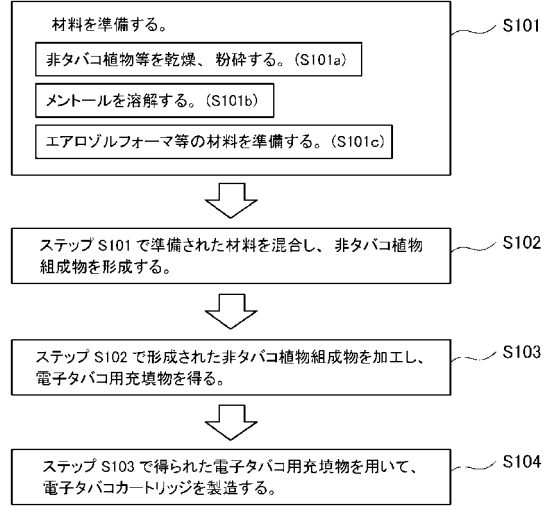 材料を準備する。
S101
非タバコ植物等を乾燥、粉砕する。(S101a)
メントールを溶解する。(S101b)
エアロゾルフォーマ等の材料を準備する。(S101c)
ステップ S101 で準備された材料を混合し、非タバコ植物
組成物を形成する。
S102
ステップ S102 で形成された非タバコ植物組成物を加工し、
電子タバコ用充填物を得る。
S103
ステップ S103 で得られた電子タバコ用充填物を用いて、
電子タバコカートリッジを製造する。
S104